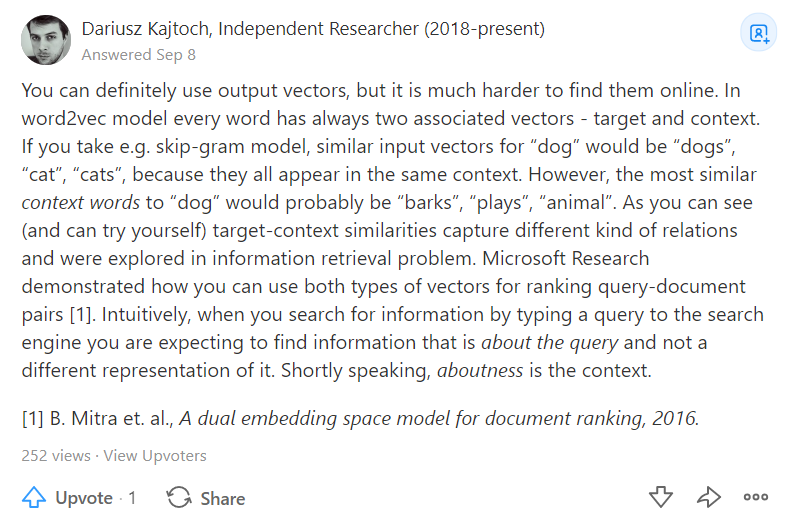 Dariusz Kajtoch, Independent Researcher (2018-present)
Answered Sep 8
You can definitely use output vectors, but it is much harder to find them online. In
word2vec model every word has always two associated vectors - target and context.
If you take e.g. skip-gram model, similar input vectors for “dog” would be “dogs”,
“cat”, “cats”, because they all appear in the same context. However, the most similar
context words to “dog” would probably be “barks”, “plays”, “animal”. As you can see
(and can try yourself) target-context similarities capture different kind of relations
and were explored in information retrieval problem. Microsoft Research
demonstrated how you can use both types of vectors for ranking query-document
pairs [1]. Intuitively, when you search for information by typing a query to the search
engine you are expecting to find information that is about the query and not a
different representation of it. Shortly speaking, aboutness is the context.
[1] B. Mitra et. al., A dual embedding space model for document ranking, 2016.
252 views · View Upvoters
Upvote · 1 Share